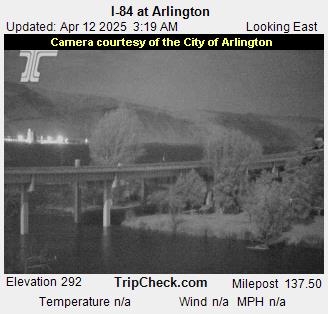 I-84 at Arlington
Updated: Apr 12 2025 3:19 AM Looking East
Camera courtesy of the City of Arlington
Elevation 292 TripCheck.com Milepost 137.50
Temperature n/a Wind n/a MPH n/a